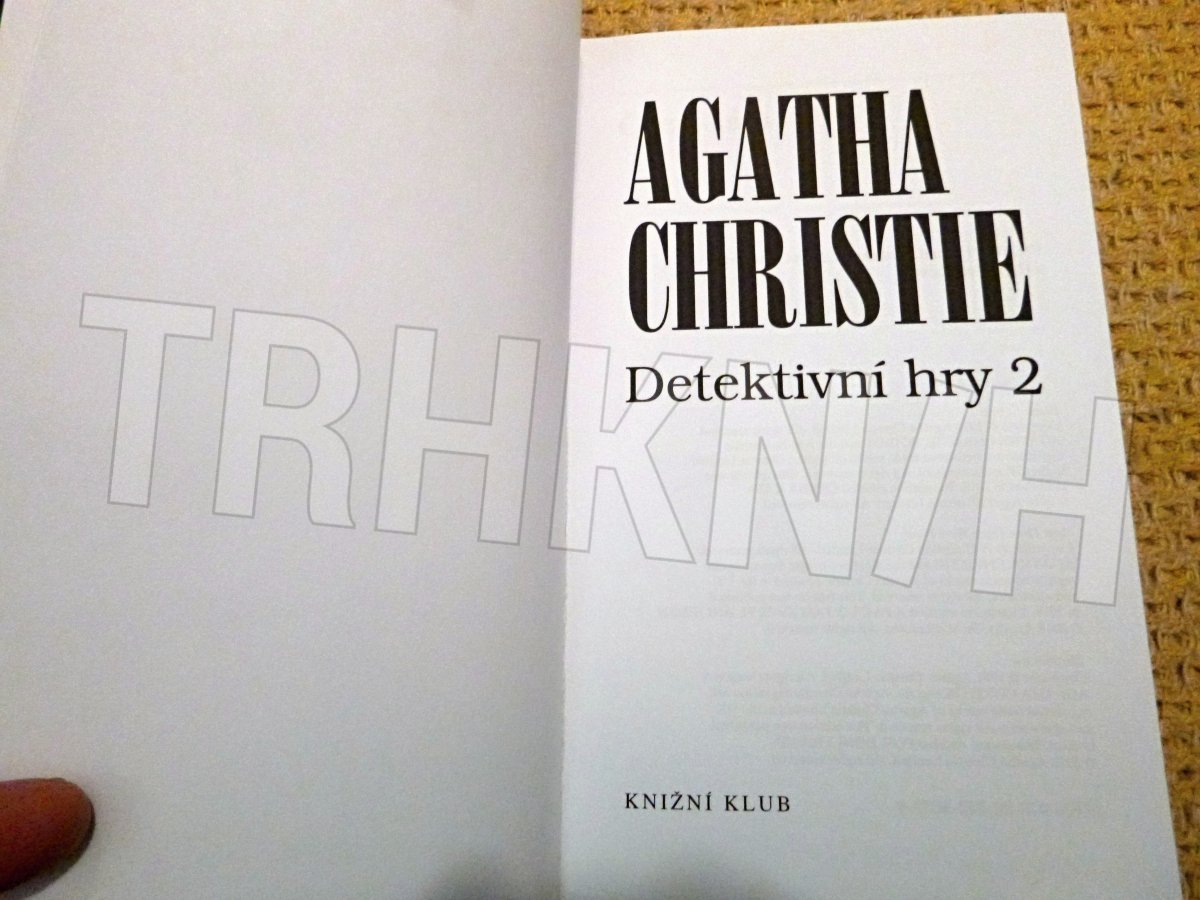 AGATHA
CHRISTIE
Detektivní hry 2
TRHKNIH
KNIŽNÍ KLUB